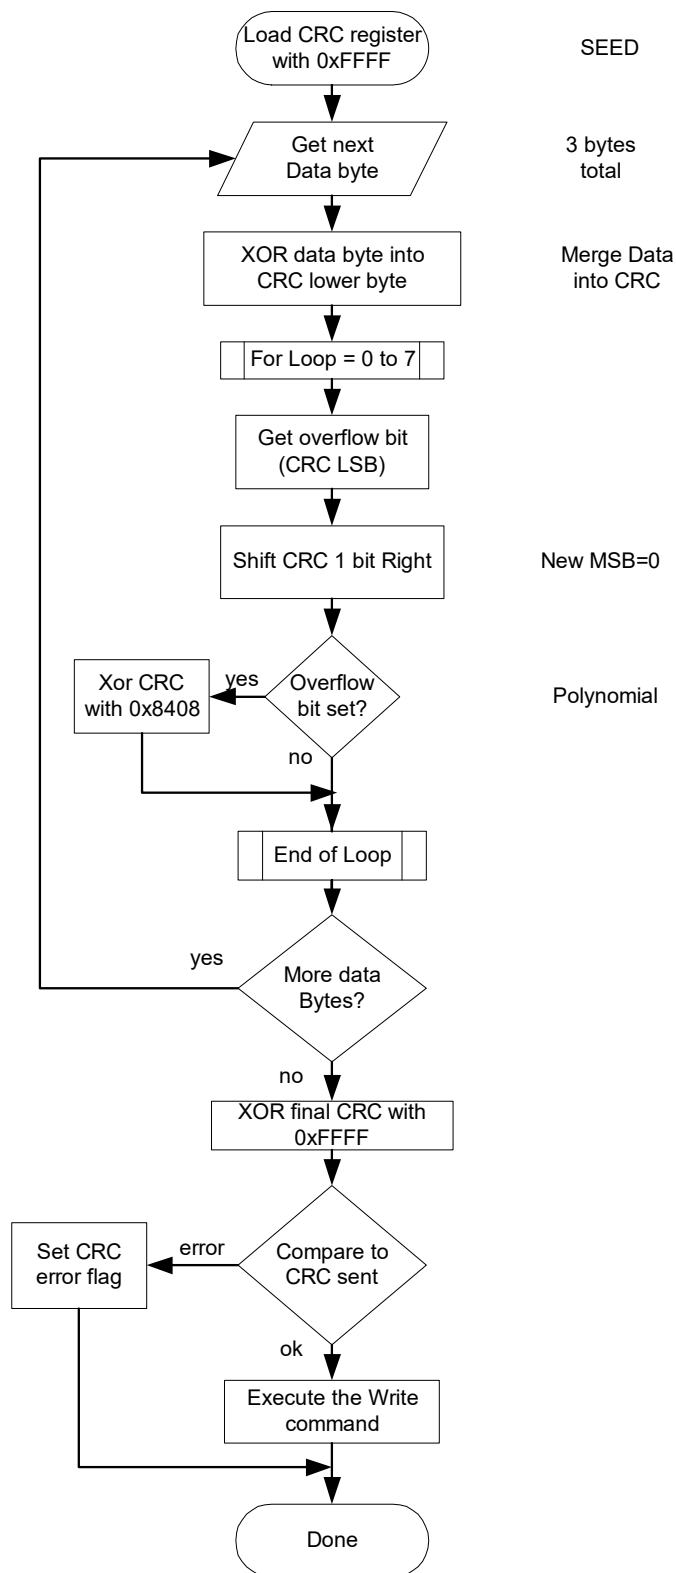 Load CRC register
with 0xFFFF
SEED
Get next
Data byte
3 bytes
total
XOR data byte into
CRC lower byte
Merge Data
into CRC
For Loop = 0 to 7
Get overflow bit
(CRC LSB)
Shift CRC 1 bit Right
New MSB=0
Xor CRC
with 0x8408
yes
Overflow
bit set?
Polynomial
no
End of Loop
yes
More data
Bytes?
no
XOR final CRC with
0xFFFF
Set CRC
error flag
error
Compare to
CRC sent
ok
Execute the Write
command
Done